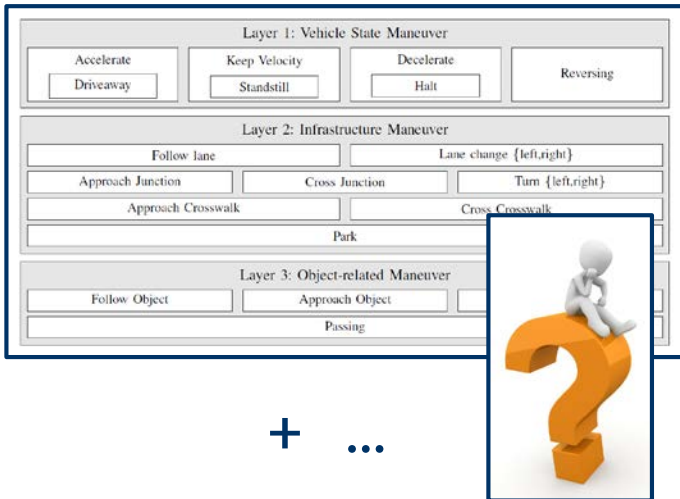 Layer 1: Vehicle State Maneuver
Accelerate
Driveaway
Keep Velocity
Standstill
Decelerate
Halt
Reversing
Layer 2: Infrastructure Maneuver
Follow lane
Lane change {left,right}
Approach Junction
Cross Junction
Turn {left,right}
Approach Crosswalk
Cross Crosswalk
Park
Layer 3: Object-related Maneuver
Follow Object
Approach Object
Passing
+ ...
?